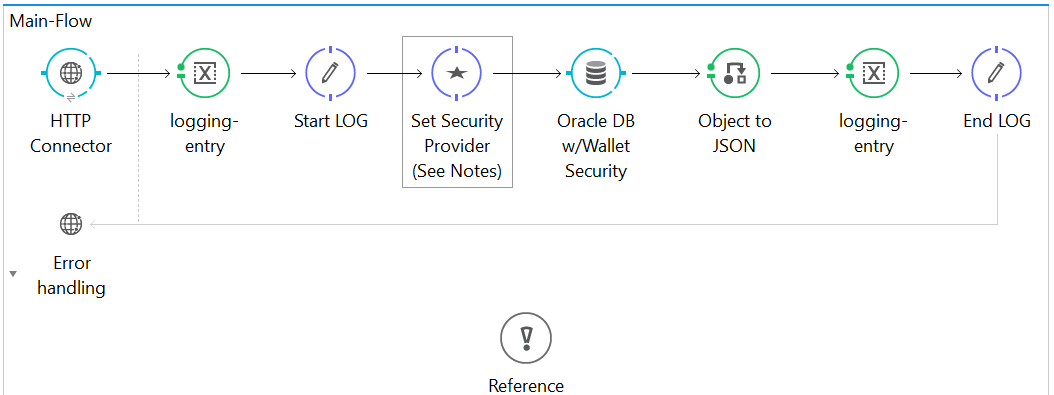 Main-Flow
HTTP
Connector
logging-
entry
Start LOG
Set Security
Provider
(See Notes)
Oracle DB
w/Wallet
Security
Object to
JSON
logging-
entry
End LOG
Error
handling
Reference